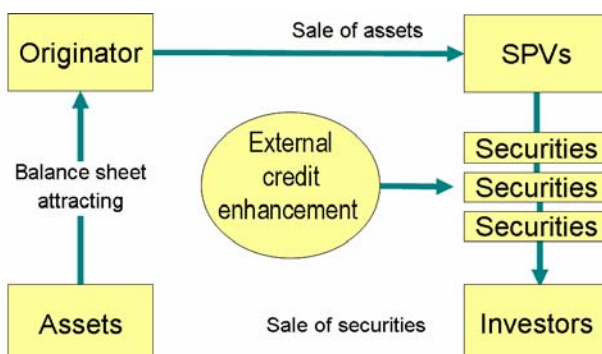 Sale of assets
Originator
SPVs
External
credit
enhancement
Securities
Securities
Securities
Balance sheet
attracting
Assets
Sale of securities
Investors